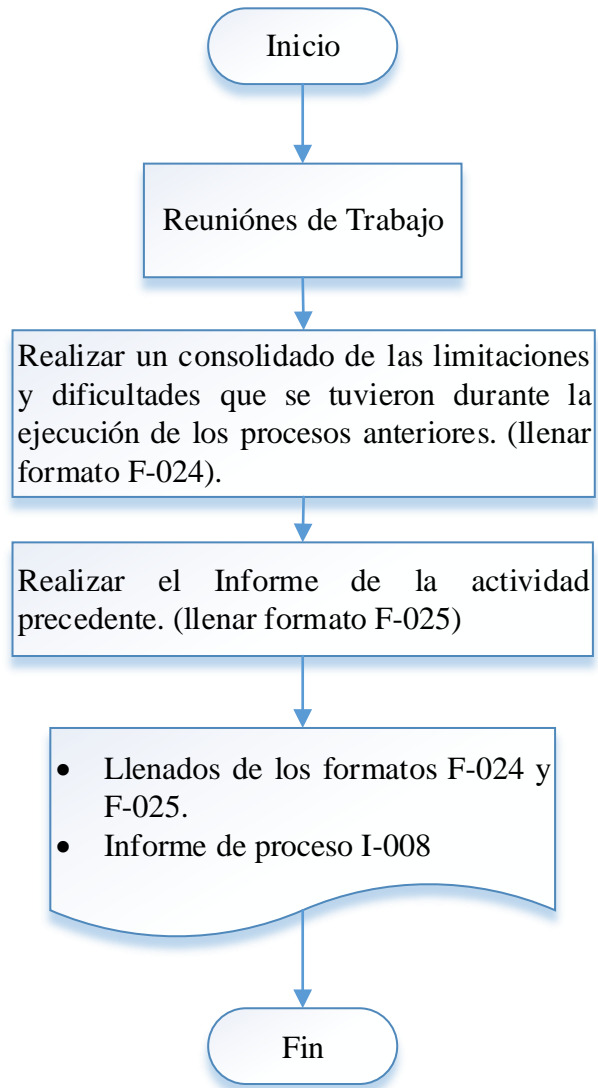 Inicio
Reuniónes de Trabajo
Realizar un consolidado de las limitaciones
y dificultades que se tuvieron durante la
ejecución de los procesos anteriores. (llenar
formato F-024).
Realizar el Informe de la actividad
precedente. (llenar formato F-025)
• Llenados de los formatos F-024 y
F-025.
• Informe de proceso I-008
Fin